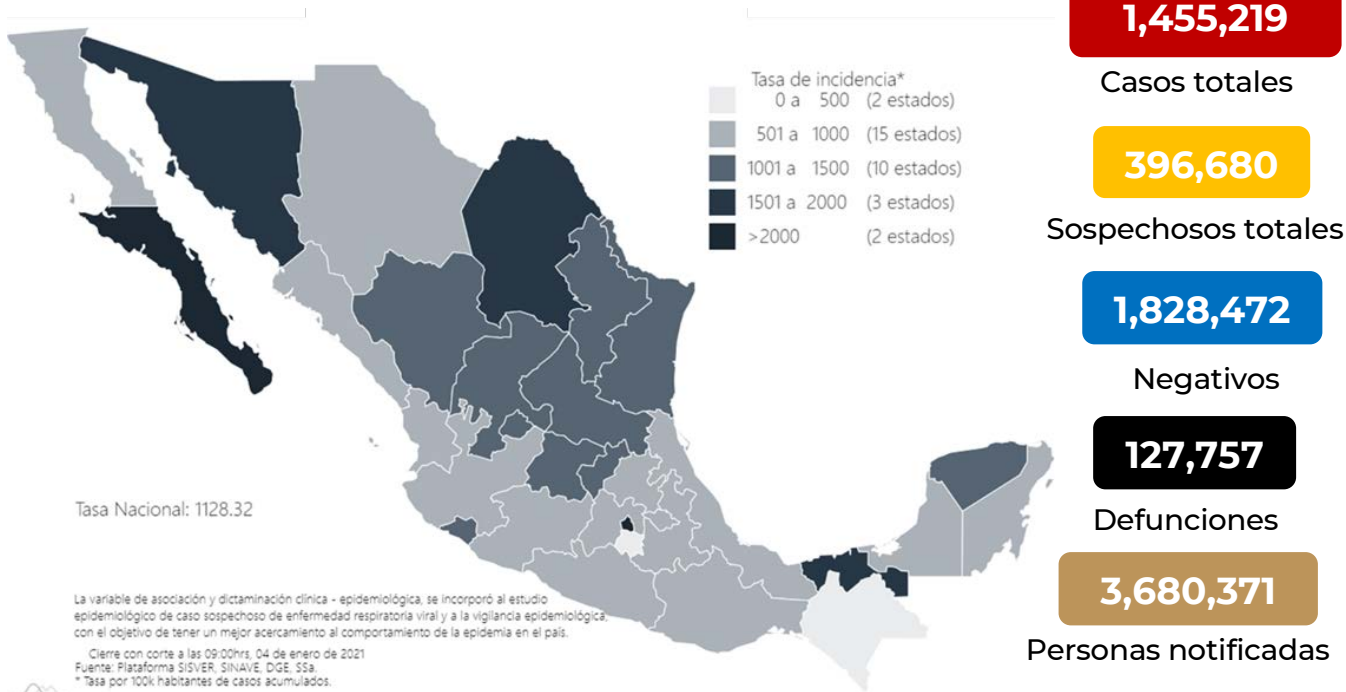 Tasa de incidencia*
0 a 500 (2 estados)
501 a 1000 (15 estados)
1001 a 1500 (10 estados)
1501 a 2000 (3 estados)
>2000 (2 estados)
Tasa Nacional: 1128.32
La variable de asociación y dictaminación clínica - epidemiológica, se incorporó al estudio
epidemiológico de caso sospechoso de enfermedad respiratoria viral y a la vigilancia epidemiológica,
con el objetivo de tener un mejor acercamiento al comportamiento de la epidemia en el país.
Cierre con corte a las 09:00hrs, 04 de enero de 2021
Fuente: Plataforma SISVER, SINAVE, DGE, SSa.
* Tasa por 100k habitantes de casos acumulados.
1,455,219
Casos totales
396,680
Sospechosos totales
1,828,472
Negativos
127,757
Defunciones
3,680,371
Personas notificadas